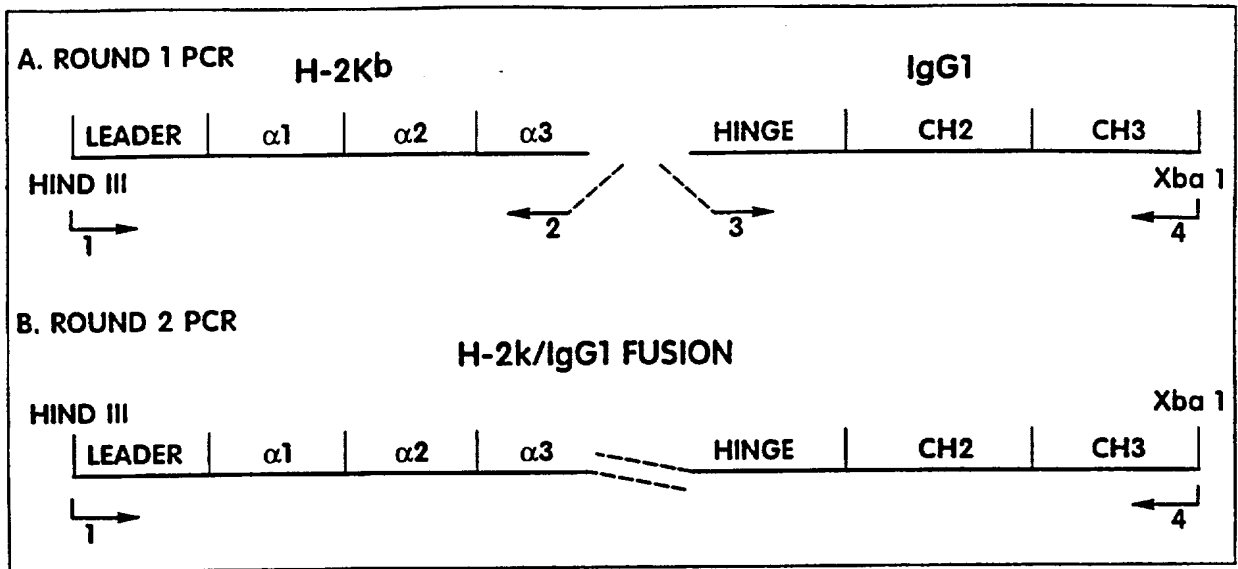 A. ROUND 1 PCR
H-2Kb
IgG1
LEADER α1 α2 α3 HINGE CH2 CH3
HIND III Xba 1
1 2 3 4
B. ROUND 2 PCR
H-2k/IgG1 FUSION
HIND III Xba 1
LEADER α1 α2 α3 HINGE CH2 CH3
1 4